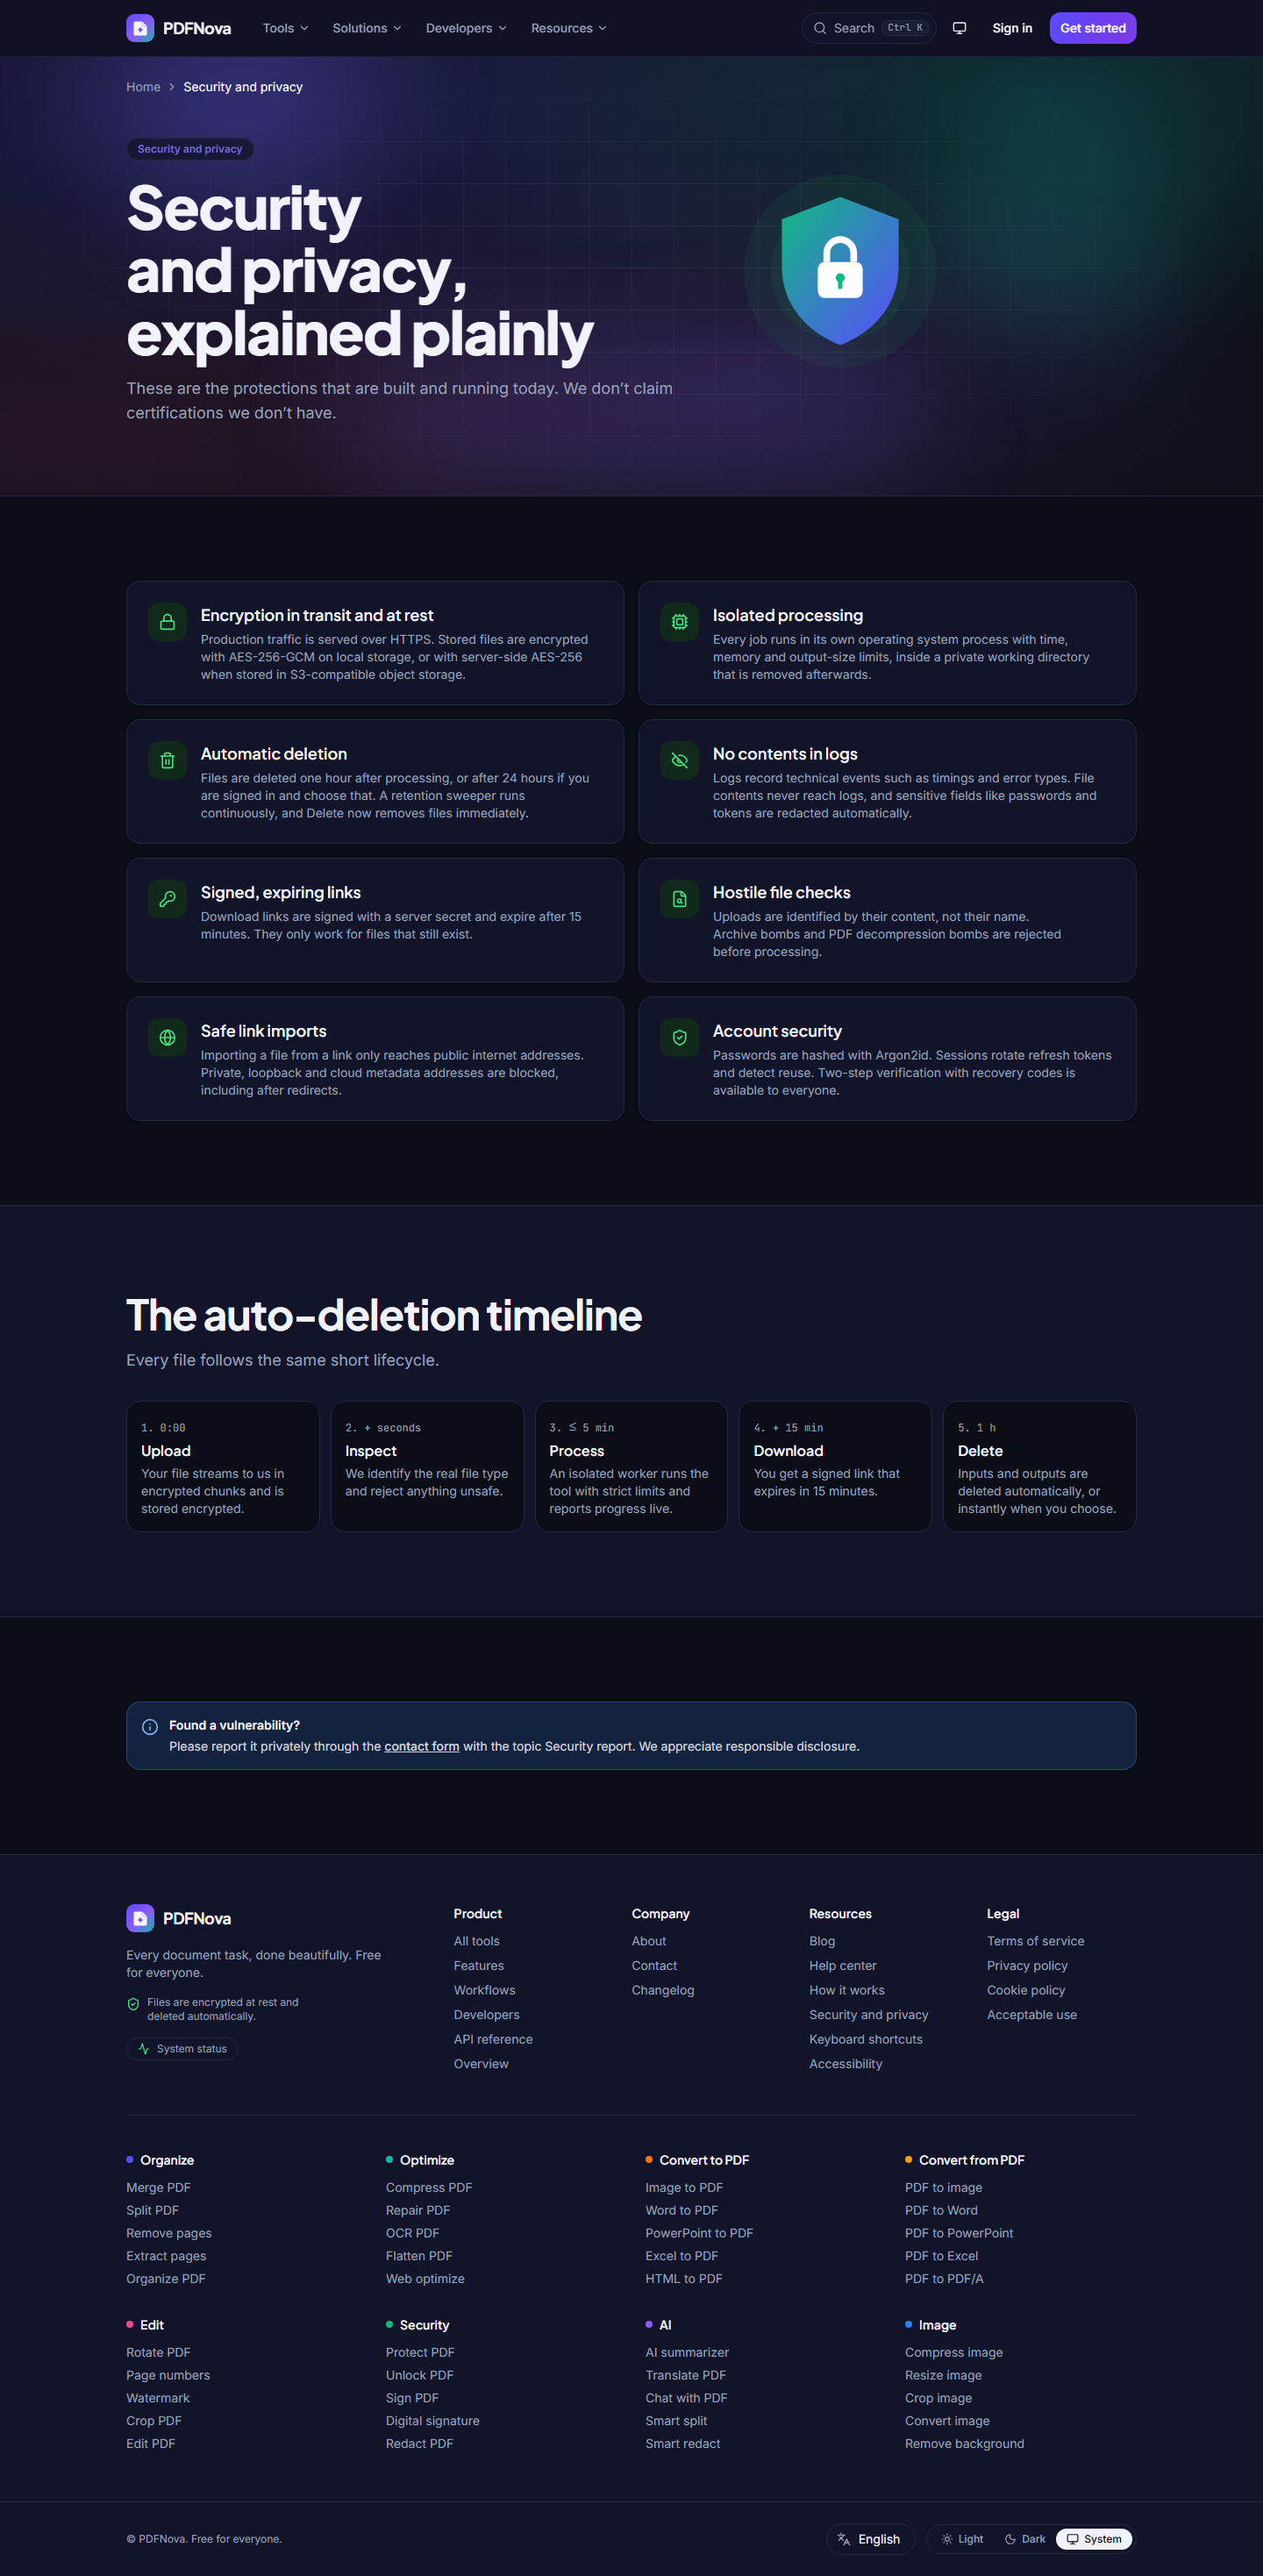 PDFNova
Tools
Solutions
Developers
Resources
Search
Ctrl K
Sign in
Get started
Home
Security and privacy
Security and privacy
Security
and privacy,
explained plainly
These are the protections that are built and running today. We don’t claim
certifications we don’t have.
Encryption in transit and at rest
Production traffic is served over HTTPS. Stored files are encrypted
with AES-256-GCM on local storage, or with server-side AES-256
when stored in S3-compatible object storage.
Isolated processing
Every job runs in its own operating system process with time,
memory and output-size limits, inside a private working directory
that is removed afterwards.
Automatic deletion
Files are deleted one hour after processing, or after 24 hours if you
are signed in and choose that. A retention sweeper runs
continuously, and Delete now removes files immediately.
No contents in logs
Logs record technical events such as timings and error types. File
contents never reach logs, and sensitive fields like passwords and
tokens are redacted automatically.
Signed, expiring links
Download links are signed with a server secret and expire after 15
minutes. They only work for files that still exist.
Hostile file checks
Uploads are identified by their content, not their name.
Archive bombs and PDF decompression bombs are rejected
before processing.
Safe link imports
Importing a file from a link only reaches public internet addresses.
Private, loopback and cloud metadata addresses are blocked,
including after redirects.
Account security
Passwords are hashed with Argon2id. Sessions rotate refresh tokens
and detect reuse. Two-step verification with recovery codes is
available to everyone.
The auto-deletion timeline
Every file follows the same short lifecycle.
1. 0:00
Upload
Your file streams to us in
encrypted chunks and is
stored encrypted.
2. + seconds
Inspect
We identify the real file type
and reject anything unsafe.
3. ≤ 5 min
Process
An isolated worker runs the
tool with strict limits and
reports progress live.
4. + 15 min
Download
You get a signed link that
expires in 15 minutes.
5. 1 h
Delete
Inputs and outputs are
deleted automatically, or
instantly when you choose.
Found a vulnerability?
Please report it privately through the contact form with the topic Security report. We appreciate responsible disclosure.
PDFNova
Every document task, done beautifully. Free
for everyone.
Files are encrypted at rest and
deleted automatically.
System status
Product
All tools
Features
Workflows
Developers
API reference
Overview
Company
About
Contact
Changelog
Resources
Blog
Help center
How it works
Security and privacy
Keyboard shortcuts
Accessibility
Legal
Terms of service
Privacy policy
Cookie policy
Acceptable use
Organize
Merge PDF
Split PDF
Remove pages
Extract pages
Organize PDF
Optimize
Compress PDF
Repair PDF
OCR PDF
Flatten PDF
Web optimize
Convert to PDF
Image to PDF
Word to PDF
PowerPoint to PDF
Excel to PDF
HTML to PDF
Convert from PDF
PDF to image
PDF to Word
PDF to PowerPoint
PDF to Excel
PDF to PDF/A
Edit
Rotate PDF
Page numbers
Watermark
Crop PDF
Edit PDF
Security
Protect PDF
Unlock PDF
Sign PDF
Digital signature
Redact PDF
AI
AI summarizer
Translate PDF
Chat with PDF
Smart split
Smart redact
Image
Compress image
Resize image
Crop image
Convert image
Remove background
© PDFNova. Free for everyone.
English
Light
Dark
System